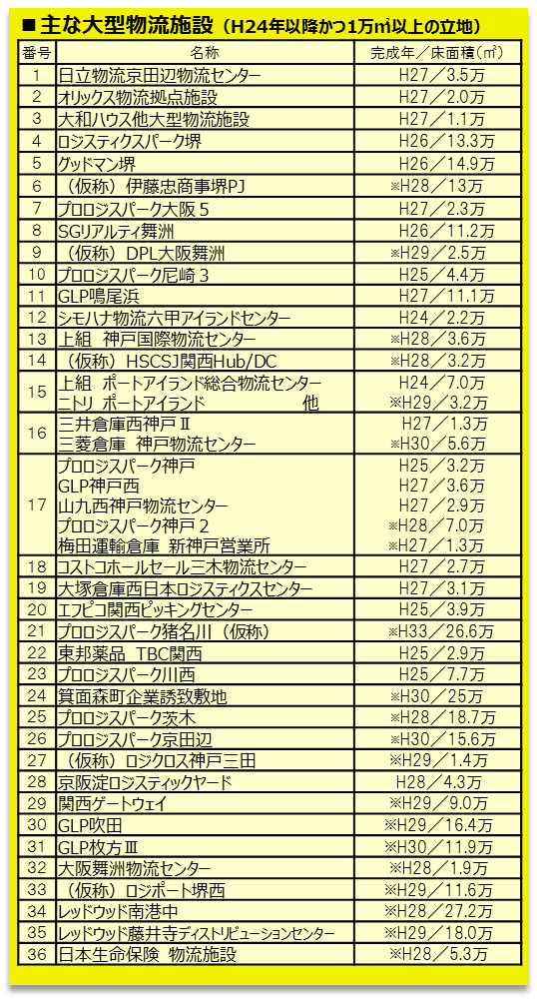 ■主な大型物流施設（H24年以降かつ1万㎡以上の立地）
番号 名称 完成年／床面積（㎡）
1 日立物流京田辺物流センター H27／3.5万
2 オリックス物流拠点施設 H27／2.0万
3 大和ハウス他大型物流施設 H27／1.1万
4 ロジスティクスパーク堺 H26／13.3万
5 グッドマン堺 H26／14.9万
6 （仮称）伊藤忠商事堺PJ ※H28／13万
7 プロロジスパーク大阪５ H27／2.3万
8 SGリアルティ舞洲 H26／11.2万
9 （仮称）DPL大阪舞洲 ※H29／2.5万
10 プロロジスパーク尼崎３ H25／4.4万
11 GLP鳴尾浜 H27／11.1万
12 シモハナ物流六甲アイランドセンター H24／2.2万
13 上組 神戸国際物流センター ※H28／3.6万
14 （仮称）HSCSJ関西Hub/DC ※H28／3.2万
15 上組 ポートアイランド総合物流センター H24／7.0万
ニトリ ポートアイランド 他 ※H29／3.2万
16 三井倉庫西神戸Ⅱ H27／1.3万
三菱倉庫 神戸物流センター ※H30／5.6万
17 プロロジスパーク神戸 H25／3.2万
GLP神戸西 H27／3.6万
山九西神戸物流センター H27／2.9万
プロロジスパーク神戸２ ※H28／7.0万
梅田運輸倉庫 新神戸営業所 ※H27／1.3万
18 コストコホールセール三木物流センター H27／2.7万
19 大塚倉庫西日本ロジスティクスセンター H27／3.1万
20 エフピコ関西ピッキングセンター H25／3.9万
21 プロロジスパーク猪名川（仮称） ※H33／26.6万
22 東邦薬品 TBC関西 H25／2.9万
23 プロロジスパーク川西 H25／7.7万
24 箕面森町企業誘致敷地 ※H30／25万
25 プロロジスパーク茨木 ※H28／18.7万
26 プロロジスパーク京田辺 ※H30／15.6万
27 （仮称）ロジクロス神戸三田 ※H29／1.4万
28 京阪淀ロジスティックヤード H28／4.3万
29 関西ゲートウェイ ※H29／9.0万
30 GLP吹田 ※H29／16.4万
31 GLP枚方Ⅲ ※H30／11.9万
32 大阪舞洲物流センター ※H28／1.9万
33 （仮称）ロジポート堺西 ※H29／11.6万
34 レッドウッド南港中 ※H28／27.2万
35 レッドウッド藤井寺ディストリビューションセンター ※H29／18.0万
36 日本生命保険 物流施設 ※H28／5.3万